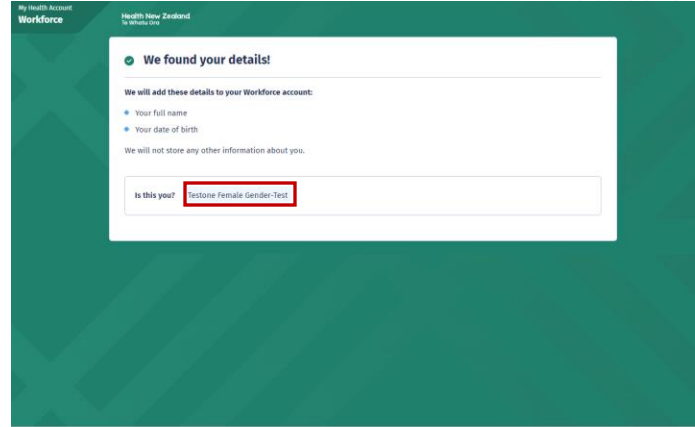 My Health Account
Workforce
Health New Zealand
Te Whatu Ora
We found your details!
We will add these details to your Workforce account:
Your full name
Your date of birth
We will not store any other information about you.
Is this you? Testone Female Gender-Test